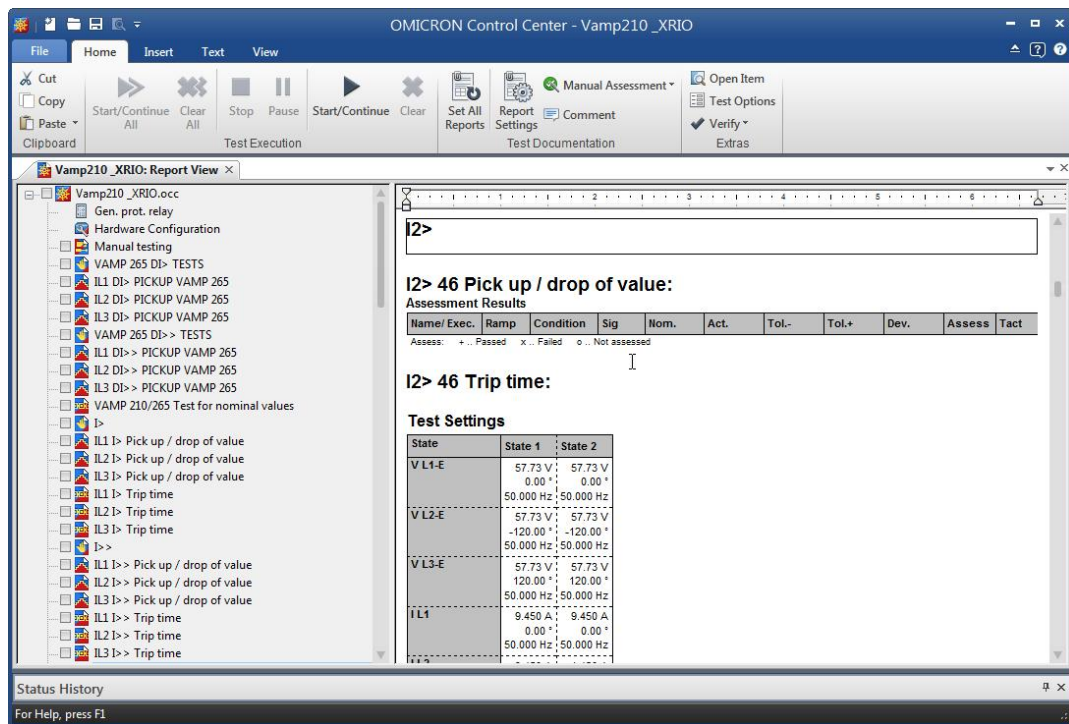 OMICRON Control Center - Vamp210 _XRIO
File Home Insert Text View
Cut
Copy
Paste
Clipboard
Start/Continue All
Clear All
Stop
Pause
Start/Continue
Clear
Test Execution
Set All Reports
Report Settings
Manual Assessment
Comment
Test Documentation
Open Item
Test Options
Verify
Extras
Vamp210 _XRIO: Report View
Vamp210 _XRIO.occ
Gen. prot. relay
Hardware Configuration
Manual testing
VAMP 265 DI> TESTS
IL1 DI> PICKUP VAMP 265
IL2 DI> PICKUP VAMP 265
IL3 DI> PICKUP VAMP 265
VAMP 265 DI>> TESTS
IL1 DI>> PICKUP VAMP 265
IL2 DI>> PICKUP VAMP 265
IL3 DI>> PICKUP VAMP 265
VAMP 210/265 Test for nominal values
I>
IL1 I> Pick up / drop of value
IL2 I> Pick up / drop of value
IL3 I> Pick up / drop of value
IL1 I> Trip time
IL2 I> Trip time
IL3 I> Trip time
I>>
IL1 I>> Pick up / drop of value
IL2 I>> Pick up / drop of value
IL3 I>> Pick up / drop of value
IL1 I>> Trip time
IL2 I>> Trip time
IL3 I>> Trip time
1 2 3 4 5 6
I2>
I2> 46 Pick up / drop of value:
Assessment Results
Name/ Exec. Ramp Condition Sig Nom. Act. Tol.- Tol.+ Dev. Assess Tact
Assess: + .. Passed x .. Failed o .. Not assessed
I2> 46 Trip time:
Test Settings
State State 1 State 2
V L1-E 57.73 V 57.73 V
0.00 ° 0.00 °
50.000 Hz 50.000 Hz
V L2-E 57.73 V 57.73 V
-120.00 ° -120.00 °
50.000 Hz 50.000 Hz
V L3-E 57.73 V 57.73 V
120.00 ° 120.00 °
50.000 Hz 50.000 Hz
I L1 9.450 A 9.450 A
0.00 ° 0.00 °
50.000 Hz 50.000 Hz
Status History
For Help, press F1